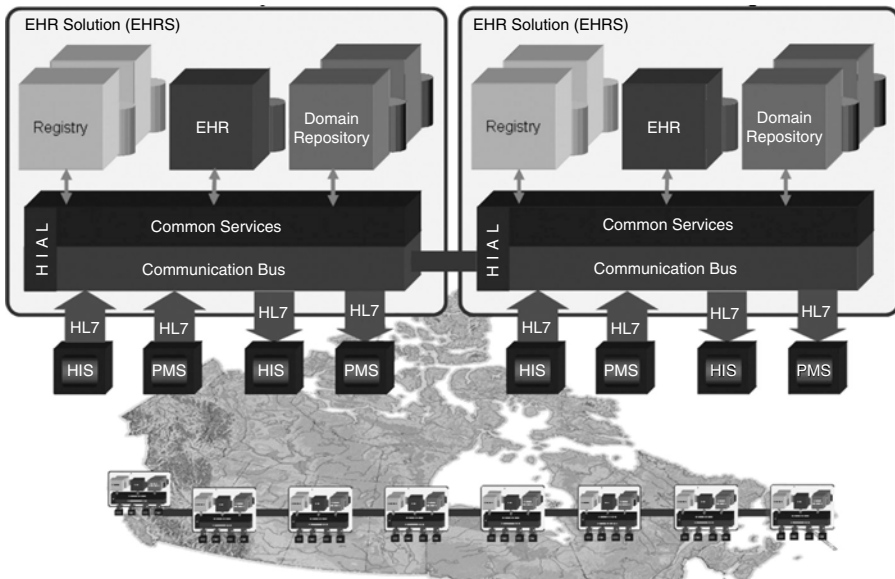 EHR Solution (EHRS)
Registry
EHR
Domain
Repository
HIAL
Common Services
Communication Bus
HL7
HL7
HL7
HL7
HIS
PMS
HIS
PMS
EHR Solution (EHRS)
Registry
EHR
Domain
Repository
HIAL
Common Services
Communication Bus
HL7
HL7
HL7
HL7
HIS
PMS
HIS
PMS